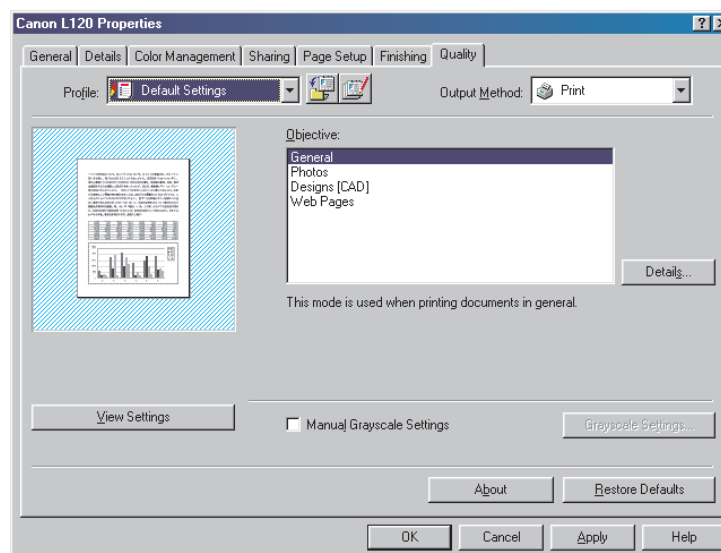 Canon L120 Properties
General Details Color Management Sharing Page Setup Finishing Quality
Profile: Default Settings Output Method: Print
Objective:
General
Photos
Designs [CAD]
Web Pages
Details...
This mode is used when printing documents in general.
View Settings
Manual Grayscale Settings Grayscale Settings...
About Restore Defaults
OK Cancel Apply Help